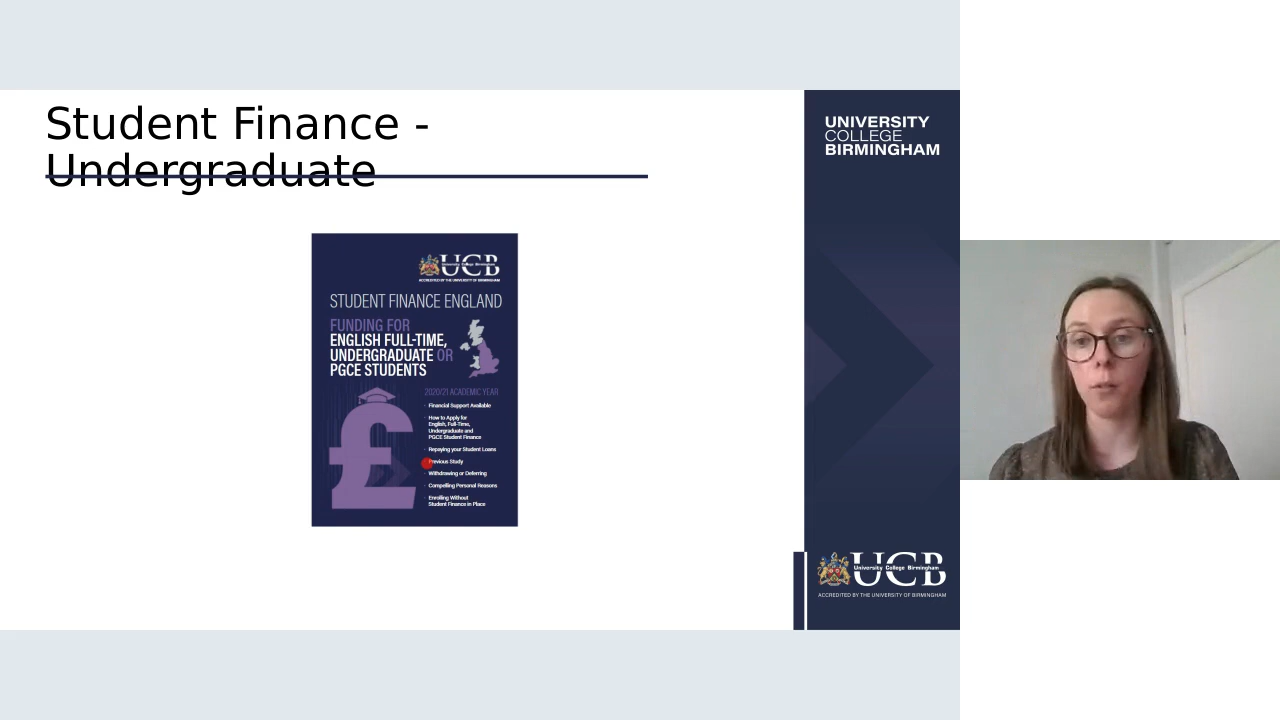 Student Finance -
Undergraduate
UNIVERSITY
COLLEGE
BIRMINGHAM
UCB
University College Birmingham
ACCREDITED BY THE UNIVERSITY OF BIRMINGHAM
STUDENT FINANCE ENGLAND
FUNDING FOR
ENGLISH FULL-TIME,
UNDERGRADUATE OR
PGCE STUDENTS
2020/21 ACADEMIC YEAR
· Financial Support Available
· How to Apply for
English, Full-Time,
Undergraduate and
PGCE Student Finance
· Repaying your Student Loans
· Previous Study
· Withdrawing or Deferring
· Compelling Personal Reasons
· Enrolling Without
Student Finance in Place
£
UCB
University College Birmingham
ACCREDITED BY THE UNIVERSITY OF BIRMINGHAM